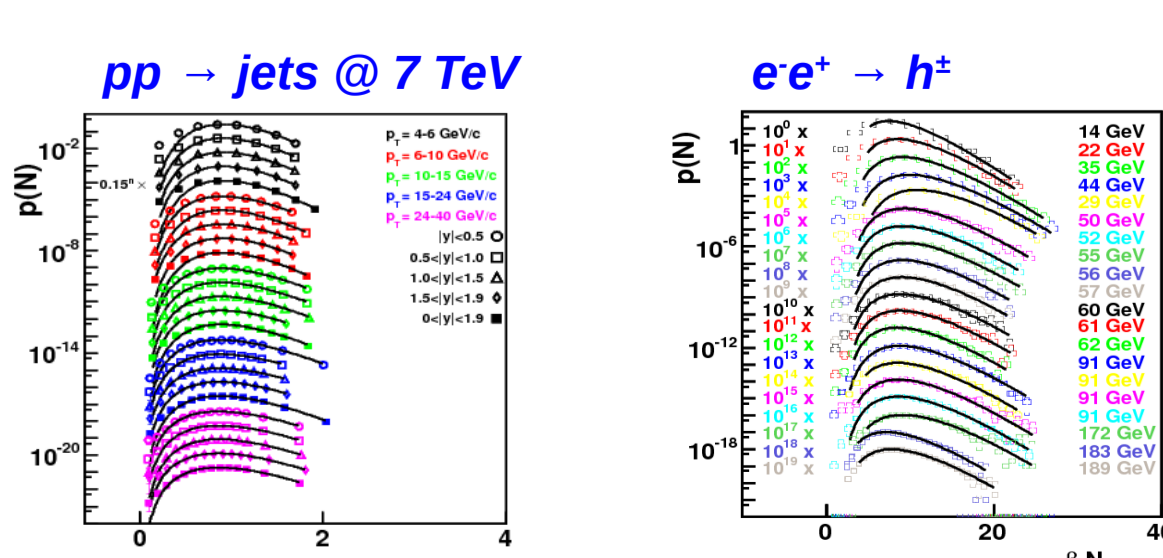 pp → jets @ 7 TeV
p(N)
10⁻²
10⁻⁸
10⁻¹⁴
10⁻²⁰
0.15ⁿ ×
p_T= 4-6 GeV/c
p_T= 6-10 GeV/c
p_T= 10-15 GeV/c
p_T= 15-24 GeV/c
p_T= 24-40 GeV/c
|y|<0.5
0.5<|y|<1.0
1.0<|y|<1.5
1.5<|y|<1.9
0<|y|<1.9
0 2 4
e⁻e⁺ → h±
p(N)
1
10⁻⁶
10⁻¹²
10⁻¹⁸
10⁰ x 14 GeV
10¹ x 22 GeV
10² x 35 GeV
10³ x 44 GeV
10⁴ x 29 GeV
10⁵ x 50 GeV
10⁶ x 52 GeV
10⁷ x 55 GeV
10⁸ x 56 GeV
10⁹ x 57 GeV
10¹⁰ x 60 GeV
10¹¹ x 61 GeV
10¹² x 62 GeV
10¹³ x 91 GeV
10¹⁴ x 91 GeV
10¹⁵ x 91 GeV
10¹⁶ x 91 GeV
10¹⁷ x 172 GeV
10¹⁸ x 183 GeV
10¹⁹ x 189 GeV
0 20 40